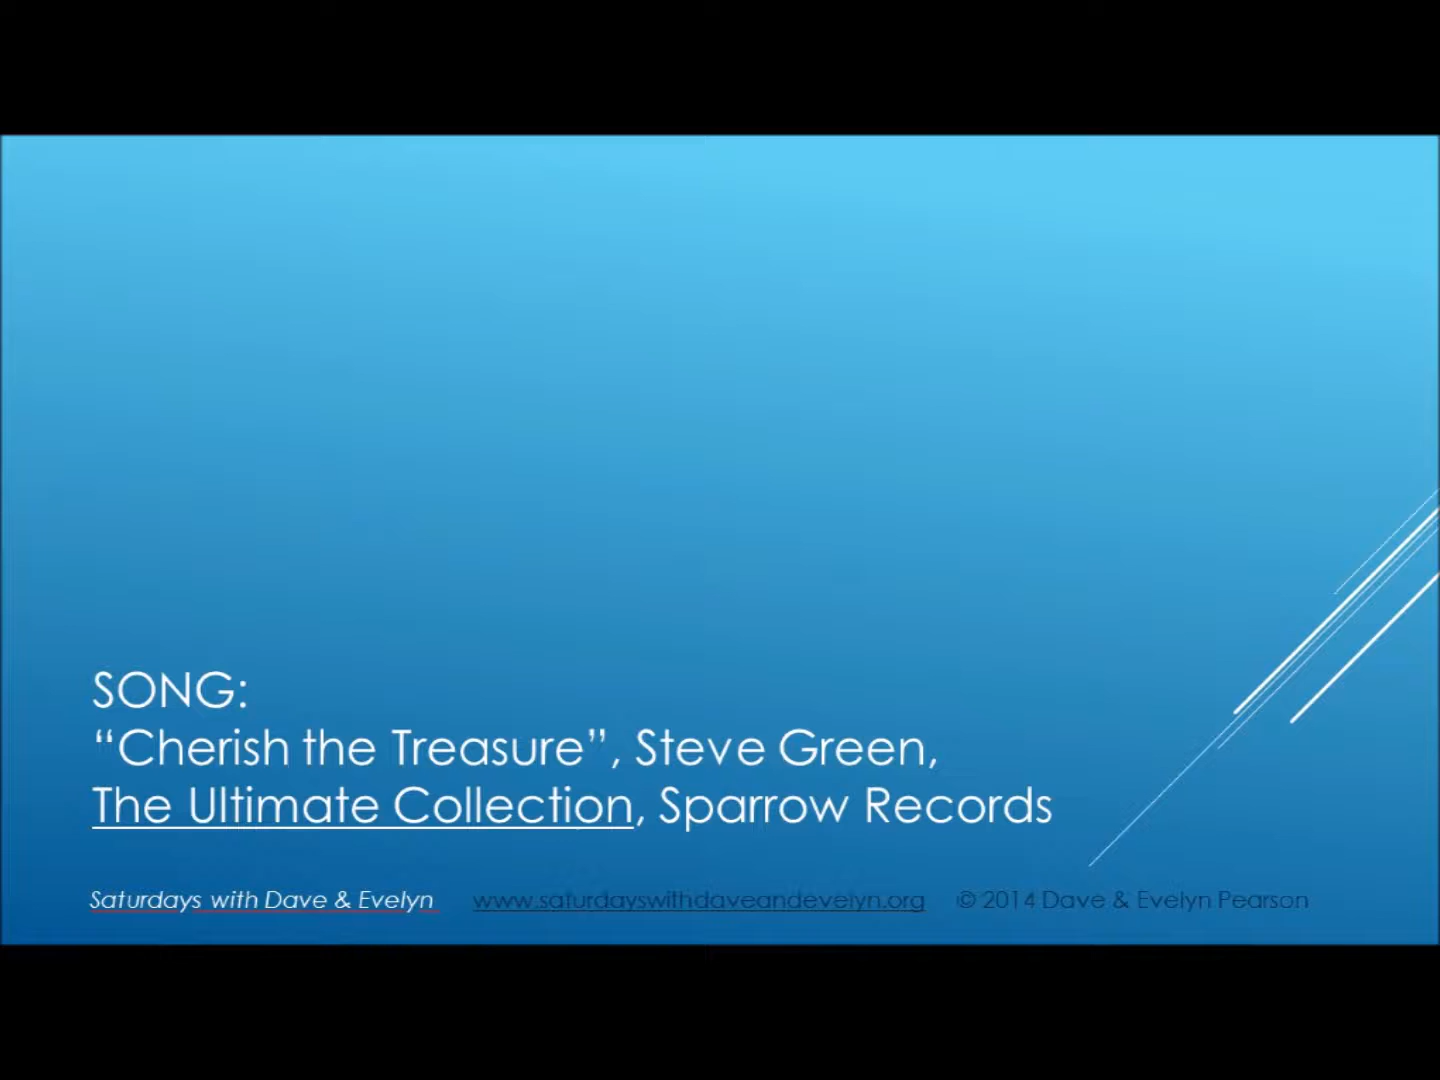 SONG:
“Cherish the Treasure”, Steve Green,
The Ultimate Collection, Sparrow Records
Saturdays with Dave & Evelyn www.saturdayswithdaveandevelyn.org © 2014 Dave & Evelyn Pearson